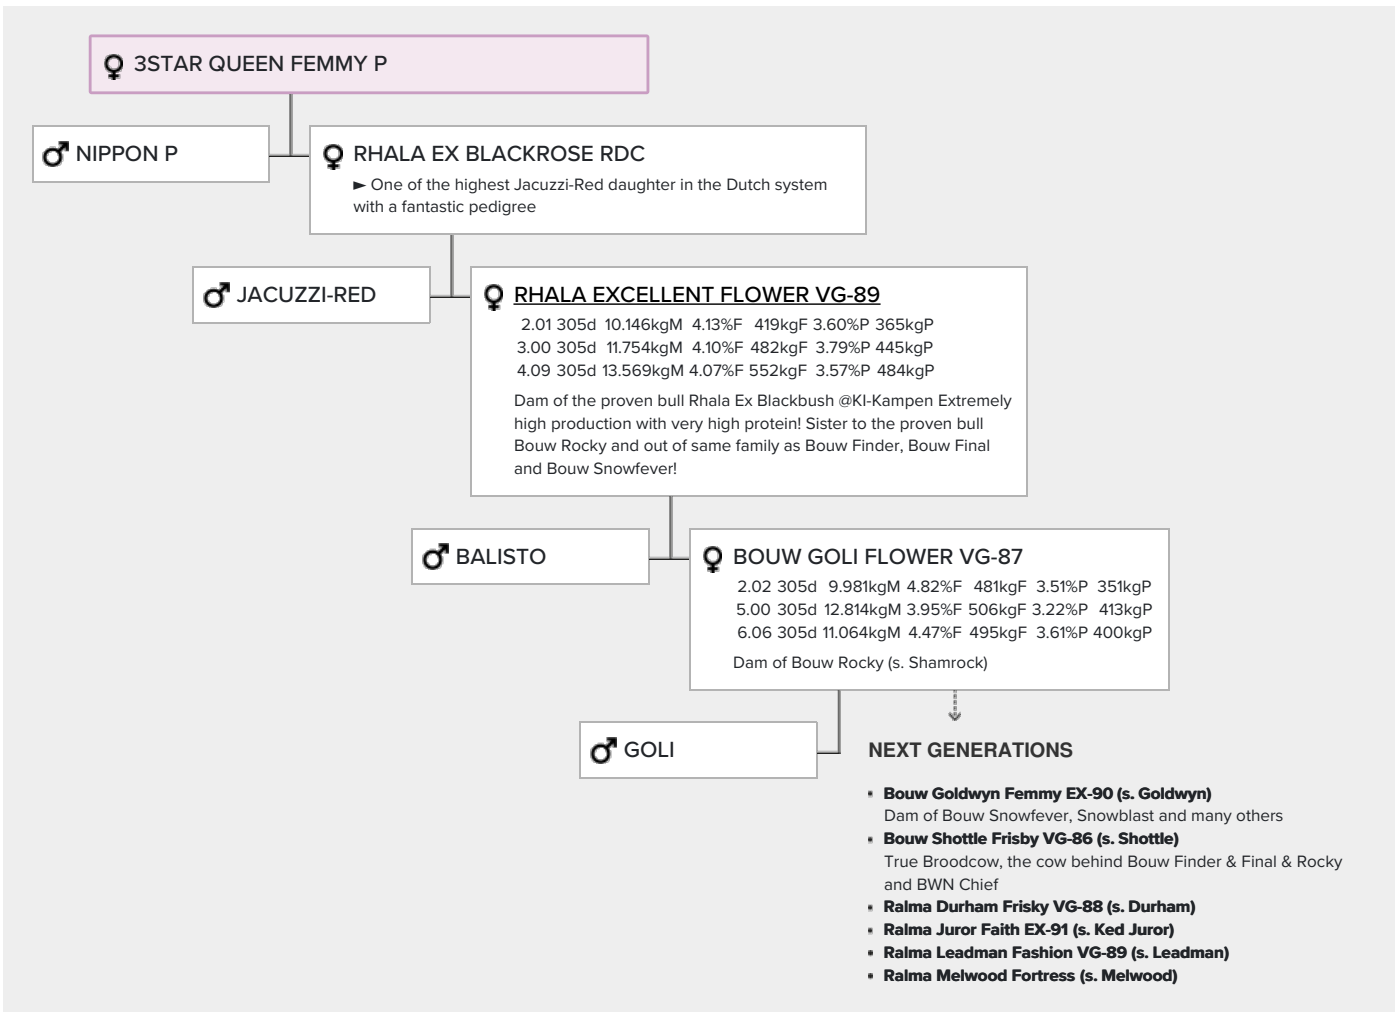 3STAR QUEEN FEMMY P
NIPPON P
RHALA EX BLACKROSE RDC
► One of the highest Jacuzzi-Red daughter in the Dutch system
with a fantastic pedigree
JACUZZI-RED
RHALA EXCELLENT FLOWER VG-89
2.01 305d 10.146kgM 4.13%F 419kgF 3.60%P 365kgP
3.00 305d 11.754kgM 4.10%F 482kgF 3.79%P 445kgP
4.09 305d 13.569kgM 4.07%F 552kgF 3.57%P 484kgP
Dam of the proven bull Rhala Ex Blackbush @KI-Kampen Extremely
high production with very high protein! Sister to the proven bull
Bouw Rocky and out of same family as Bouw Finder, Bouw Final
and Bouw Snowfever!
BALISTO
BOUW GOLI FLOWER VG-87
2.02 305d 9.981kgM 4.82%F 481kgF 3.51%P 351kgP
5.00 305d 12.814kgM 3.95%F 506kgF 3.22%P 413kgP
6.06 305d 11.064kgM 4.47%F 495kgF 3.61%P 400kgP
Dam of Bouw Rocky (s. Shamrock)
GOLI
NEXT GENERATIONS
Bouw Goldwyn Femmy EX-90 (s. Goldwyn)
Dam of Bouw Snowfever, Snowblast and many others
Bouw Shottle Frisby VG-86 (s. Shottle)
True Broodcow, the cow behind Bouw Finder & Final & Rocky
and BWN Chief
Ralma Durham Frisky VG-88 (s. Durham)
Ralma Juror Faith EX-91 (s. Ked Juror)
Ralma Leadman Fashion VG-89 (s. Leadman)
Ralma Melwood Fortress (s. Melwood)